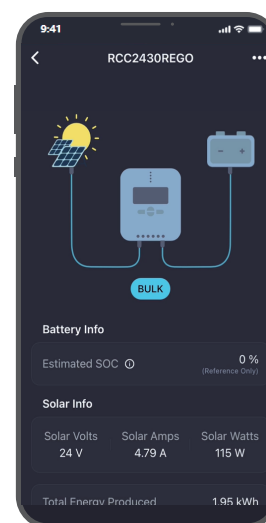 9:41
RCC2430REGO
- +
BULK
Battery Info
Estimated SOC 0 %
(Reference Only)
Solar Info
Solar Volts Solar Amps Solar Watts
24 V 4.79 A 115 W
Total Energy Produced 1.95 kWh